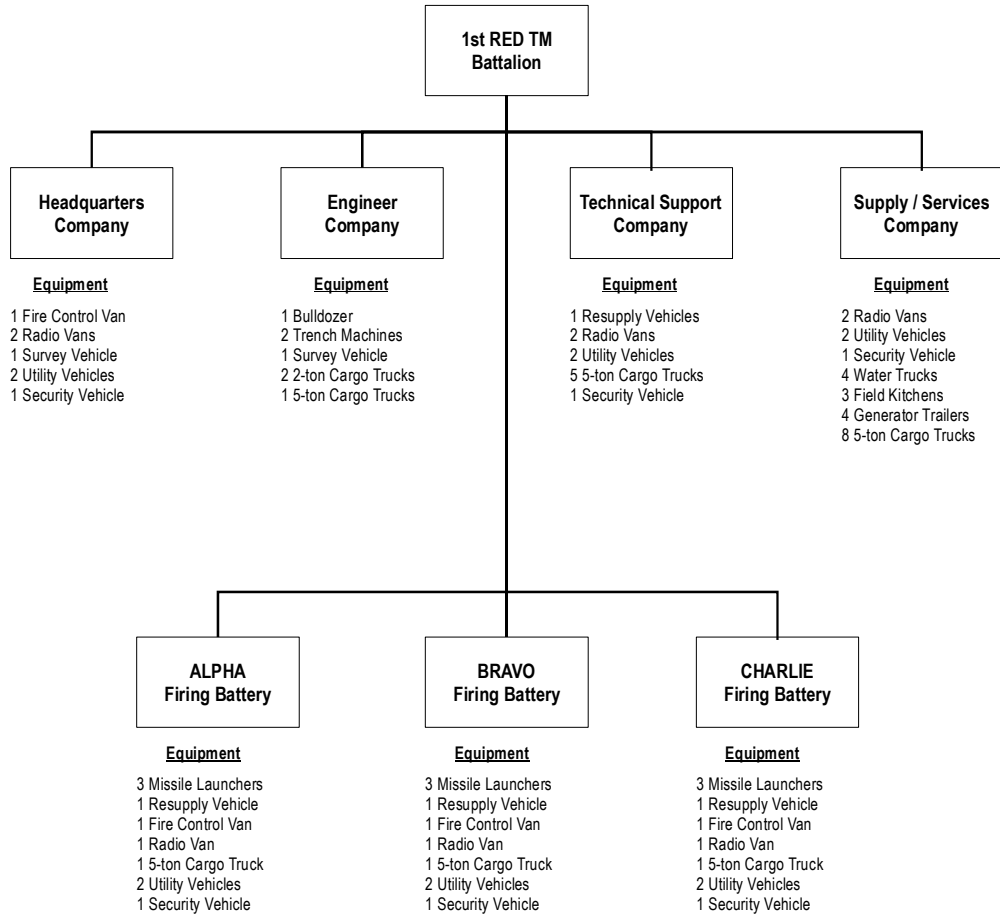 1st RED TM
Battalion
Headquarters
Company
Equipment
1 Fire Control Van
2 Radio Vans
1 Survey Vehicle
2 Utility Vehicles
1 Security Vehicle
Engineer
Company
Equipment
1 Bulldozer
2 Trench Machines
1 Survey Vehicle
2 2-ton Cargo Trucks
1 5-ton Cargo Trucks
Technical Support
Company
Equipment
1 Resupply Vehicles
2 Radio Vans
2 Utility Vehicles
5 5-ton Cargo Trucks
1 Security Vehicle
Supply / Services
Company
Equipment
2 Radio Vans
2 Utility Vehicles
1 Security Vehicle
4 Water Trucks
3 Field Kitchens
4 Generator Trailers
8 5-ton Cargo Trucks
ALPHA
Firing Battery
Equipment
3 Missile Launchers
1 Resupply Vehicle
1 Fire Control Van
1 Radio Van
1 5-ton Cargo Truck
2 Utility Vehicles
1 Security Vehicle
BRAVO
Firing Battery
Equipment
3 Missile Launchers
1 Resupply Vehicle
1 Fire Control Van
1 Radio Van
1 5-ton Cargo Truck
2 Utility Vehicles
1 Security Vehicle
CHARLIE
Firing Battery
Equipment
3 Missile Launchers
1 Resupply Vehicle
1 Fire Control Van
1 Radio Van
1 5-ton Cargo Truck
2 Utility Vehicles
1 Security Vehicle